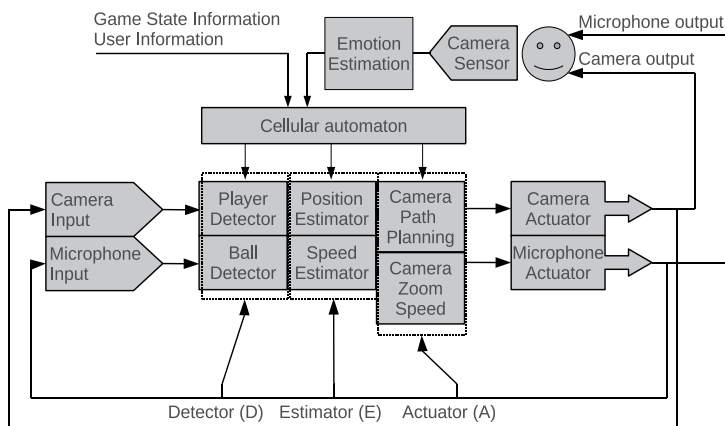 Game State Information
User Information
Emotion
Estimation
Camera
Sensor
Microphone output
Camera output
Cellular automaton
Camera
Input
Microphone
Input
Player
Detector
Ball
Detector
Position
Estimator
Speed
Estimator
Camera
Path
Planning
Camera
Zoom
Speed
Camera
Actuator
Microphone
Actuator
Detector (D)
Estimator (E)
Actuator (A)